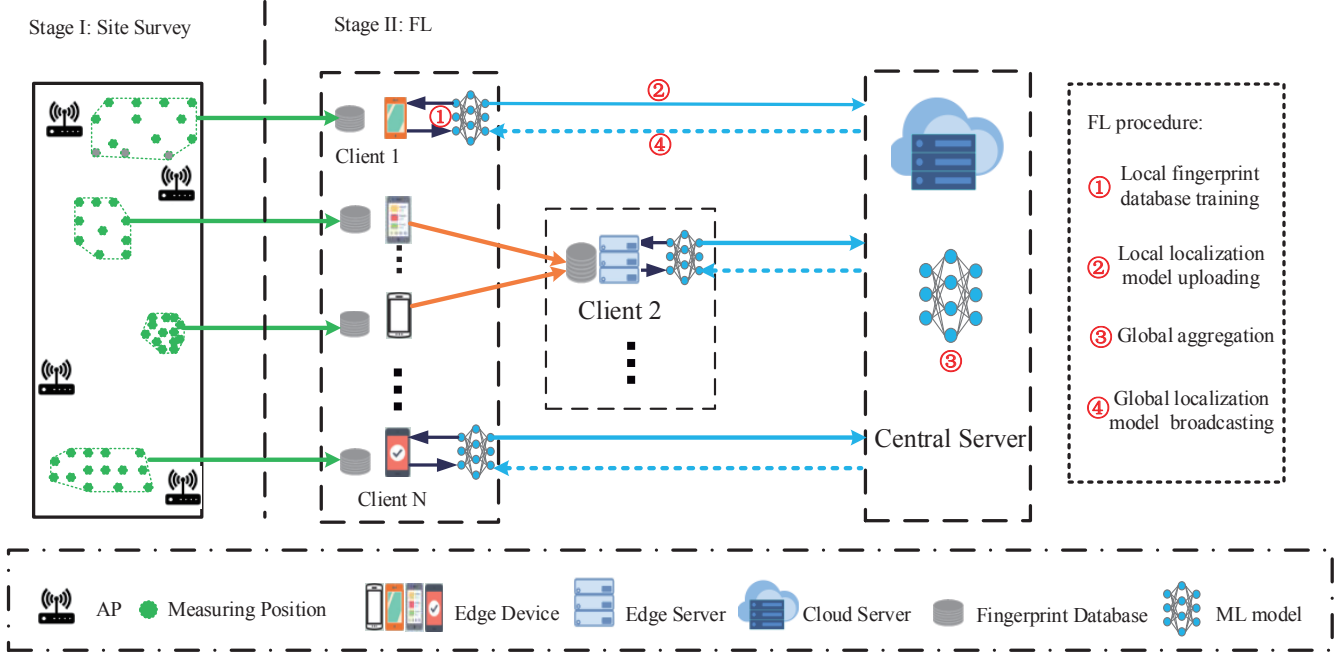 Stage I: Site Survey
Stage II: FL
②
①
④
Client 1
Client 2
③
Central Server
Client N
FL procedure:
① Local fingerprint
database training
② Local localization
model uploading
③ Global aggregation
④ Global localization
model broadcasting
AP
Measuring Position
Edge Device
Edge Server
Cloud Server
Fingerprint Database
ML model